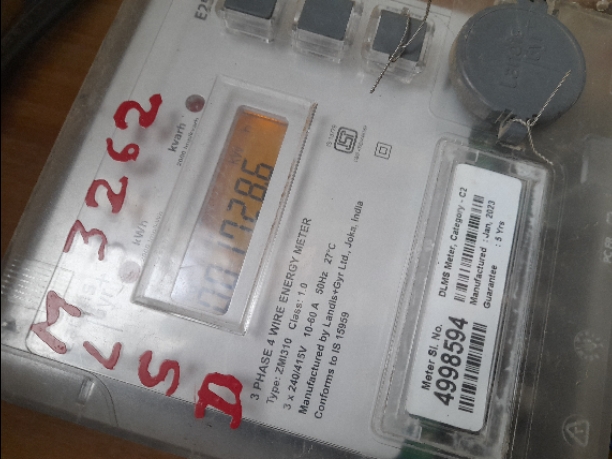 E2
kvarh
kWh
M 3262
L S D
0017286
3 PHASE 4 WIRE ENERGY METER
Type: ZMI310 Class: 1.0
3 x 240/415V 10-60 A 50Hz 27°C
Manufactured by Landis+Gyr Ltd., Joka, India
Conforms to IS 15959
DLMS Meter, Category - C2
Manufactured : Jan, 2023
Guarantee : 5 Yrs
Meter Sl. No.
4998594